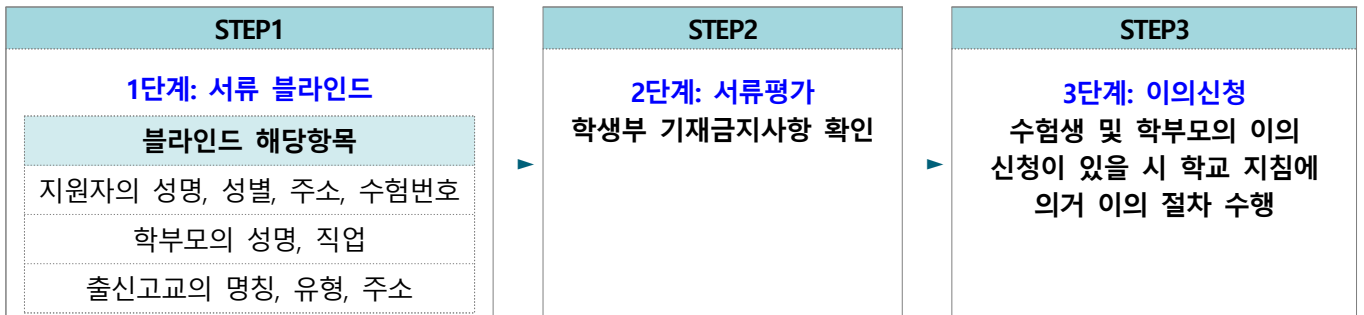 STEP1
1단계: 서류 블라인드
블라인드 해당항목
지원자의 성명, 성별, 주소, 수험번호
학부모의 성명, 직업
출신고교의 명칭, 유형, 주소
►
STEP2
2단계: 서류평가
학생부 기재금지사항 확인
►
STEP3
3단계: 이의신청
수험생 및 학부모의 이의
신청이 있을 시 학교 지침에
의거 이의 절차 수행